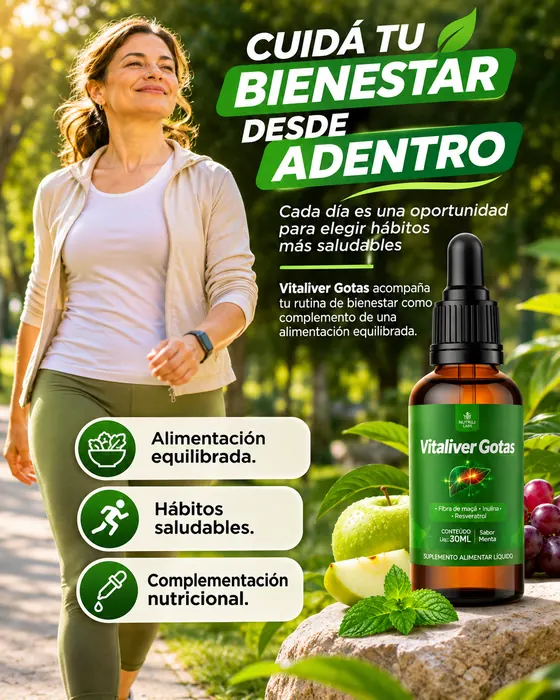 CUIDÁ TU
BIENESTAR
DESDE
ADENTRO
Cada día es una oportunidad
para elegir hábitos
más saludables
Vitaliver Gotas acompaña
tu rutina de bienestar como
complemento de una
alimentación equilibrada.
Alimentación
equilibrada.
Hábitos
saludables.
Complementación
nutricional.
Vitaliver Gotas
• Fibra de maçã • Inulina •
• Resveratrol
CONTEÚDO
30ML
Sabor
Menta
SUPLEMENTO ALIMENTAR LÍQUIDO